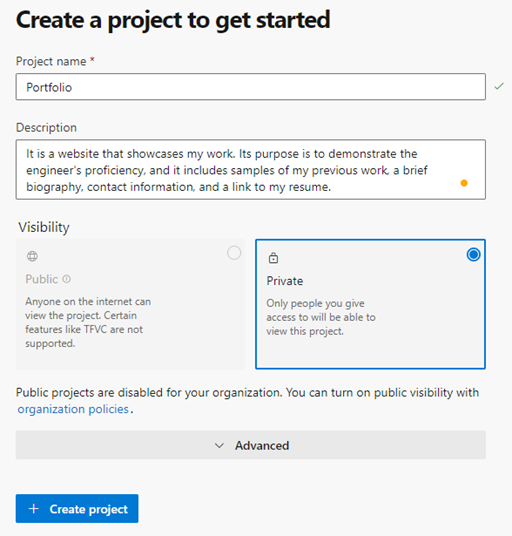 Create a project to get started
Project name *
Portfolio
Description
It is a website that showcases my work. Its purpose is to demonstrate the
engineer's proficiency, and it includes samples of my previous work, a brief
biography, contact information, and a link to my resume.
Visibility
Public
Anyone on the internet can
view the project. Certain
features like TFVC are not
supported.
Private
Only people you give
access to will be able to
view this project.
Public projects are disabled for your organization. You can turn on public visibility with
organization policies.
Advanced
+ Create project